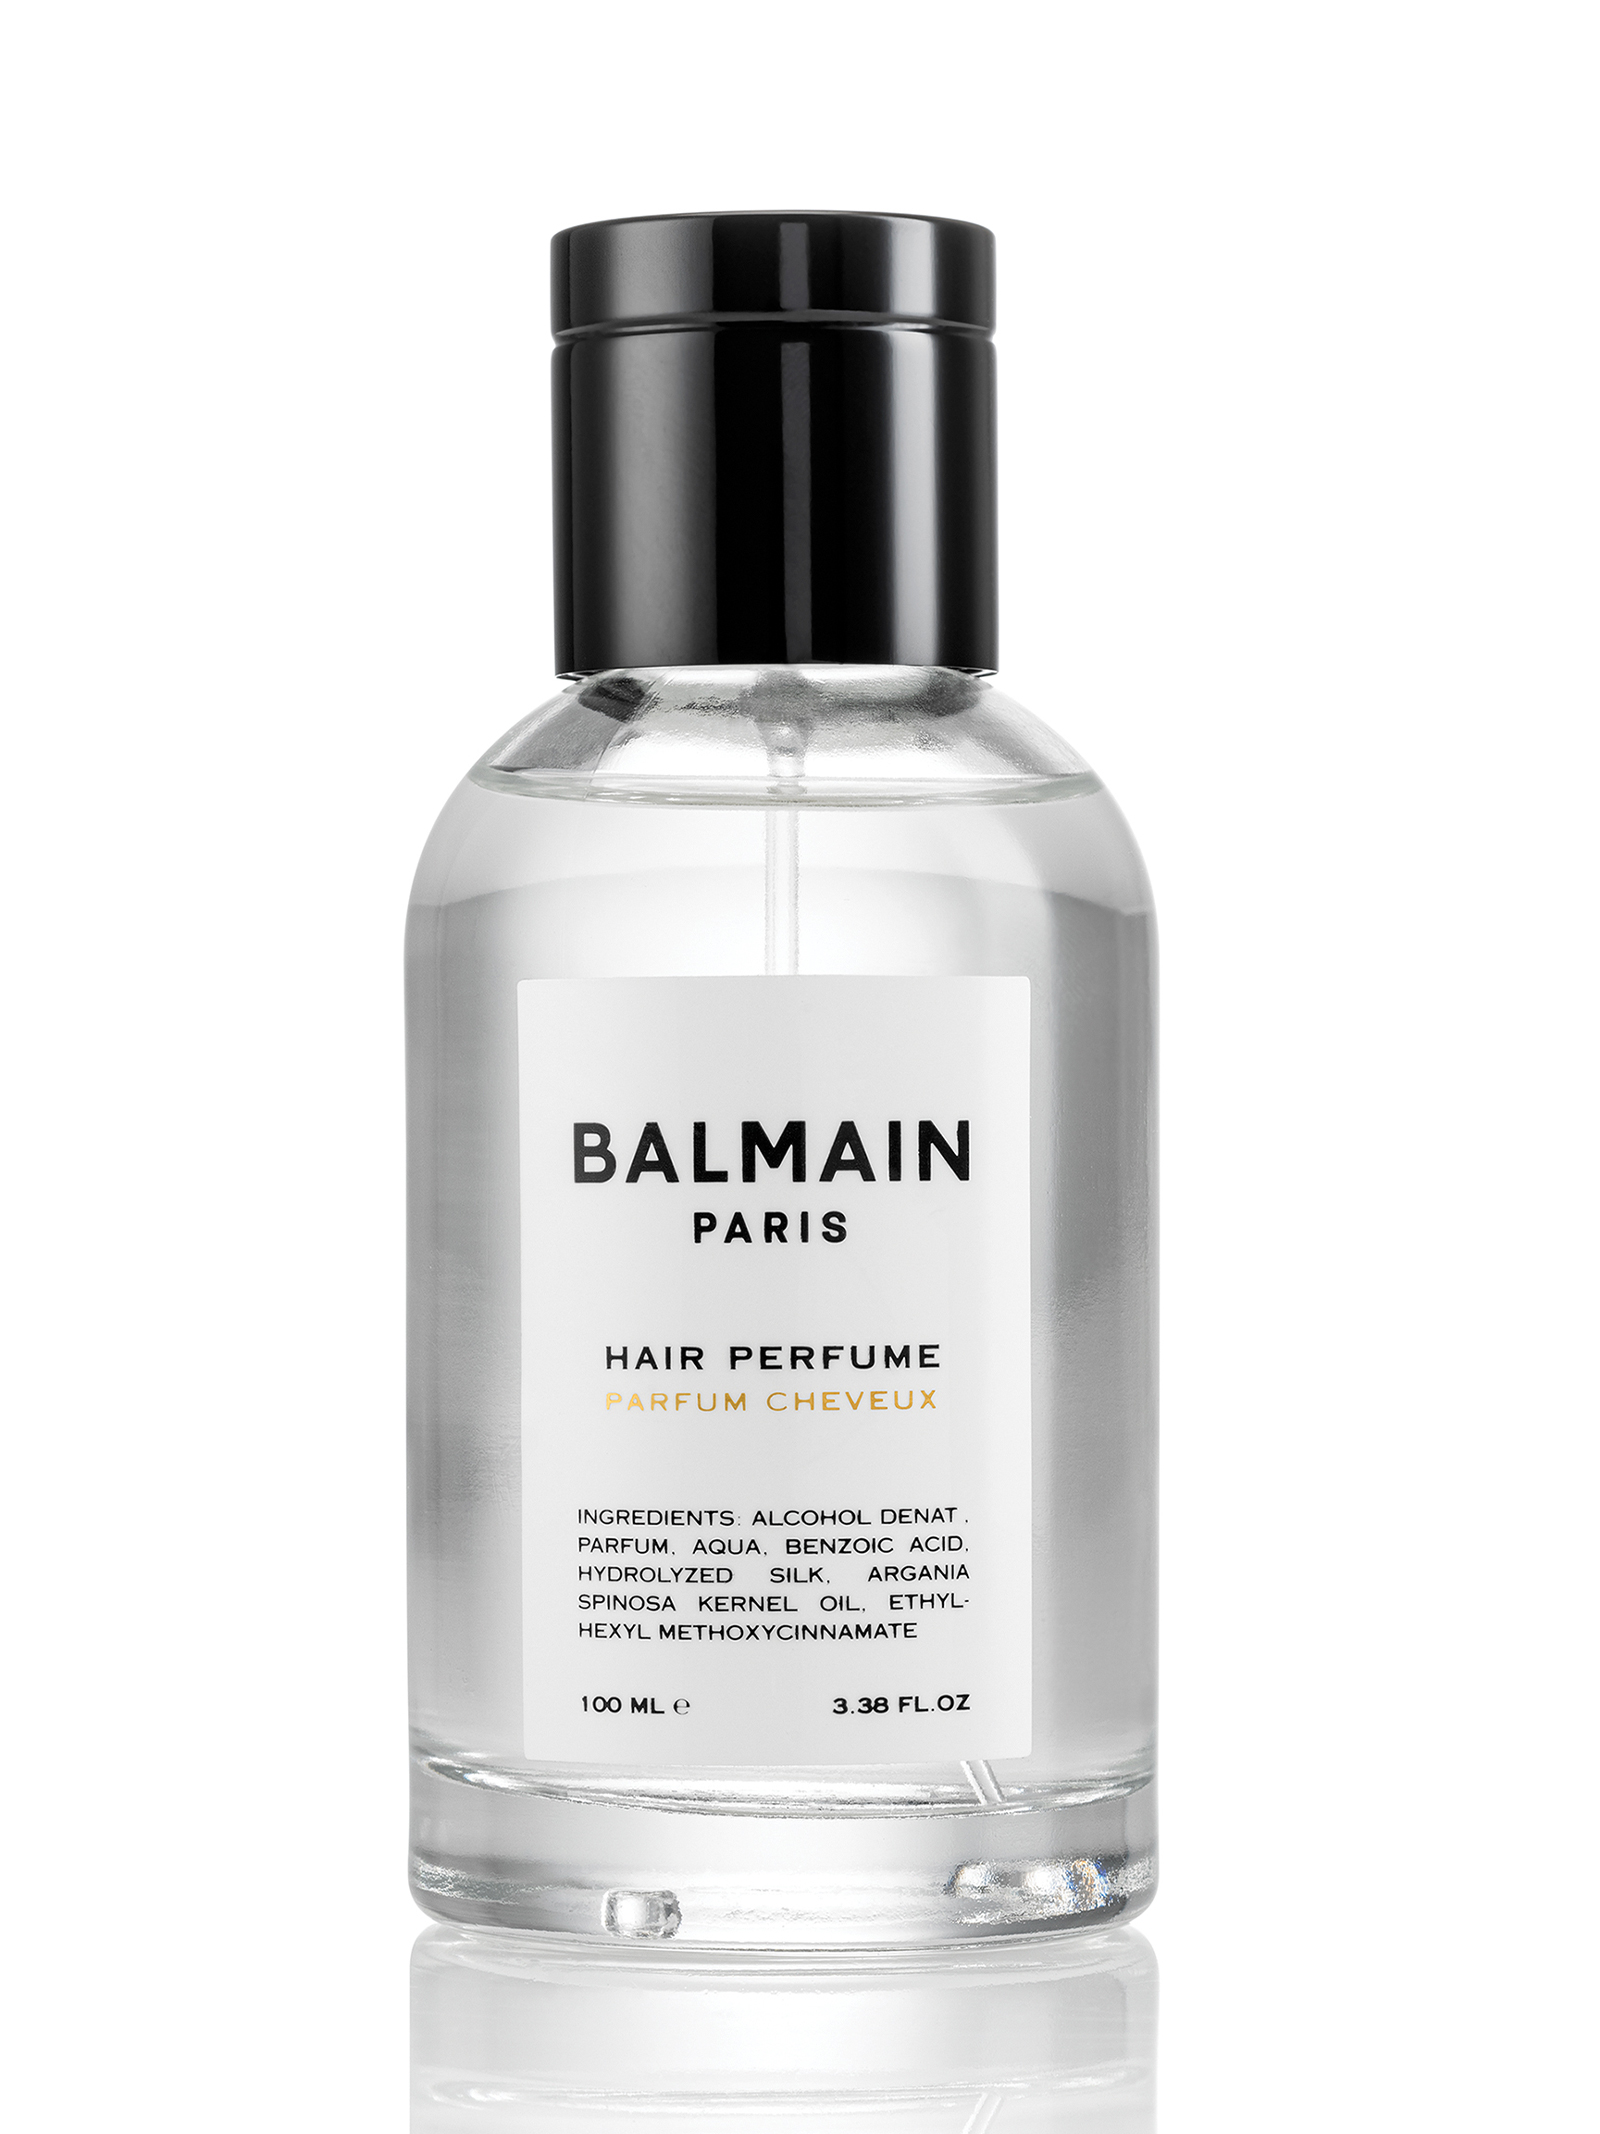 BALMAIN
PARIS
HAIR PERFUME
PARFUM CHEVEUX
INGREDIENTS: ALCOHOL DENAT.
PARFUM, AQUA, BENZOIC ACID,
HYDROLYZED SILK, ARGANIA
SPINOSA KERNEL OIL, ETHYL-
HEXYL METHOXYCINNAMATE
100 ML ℮ 3.38 FL.OZ